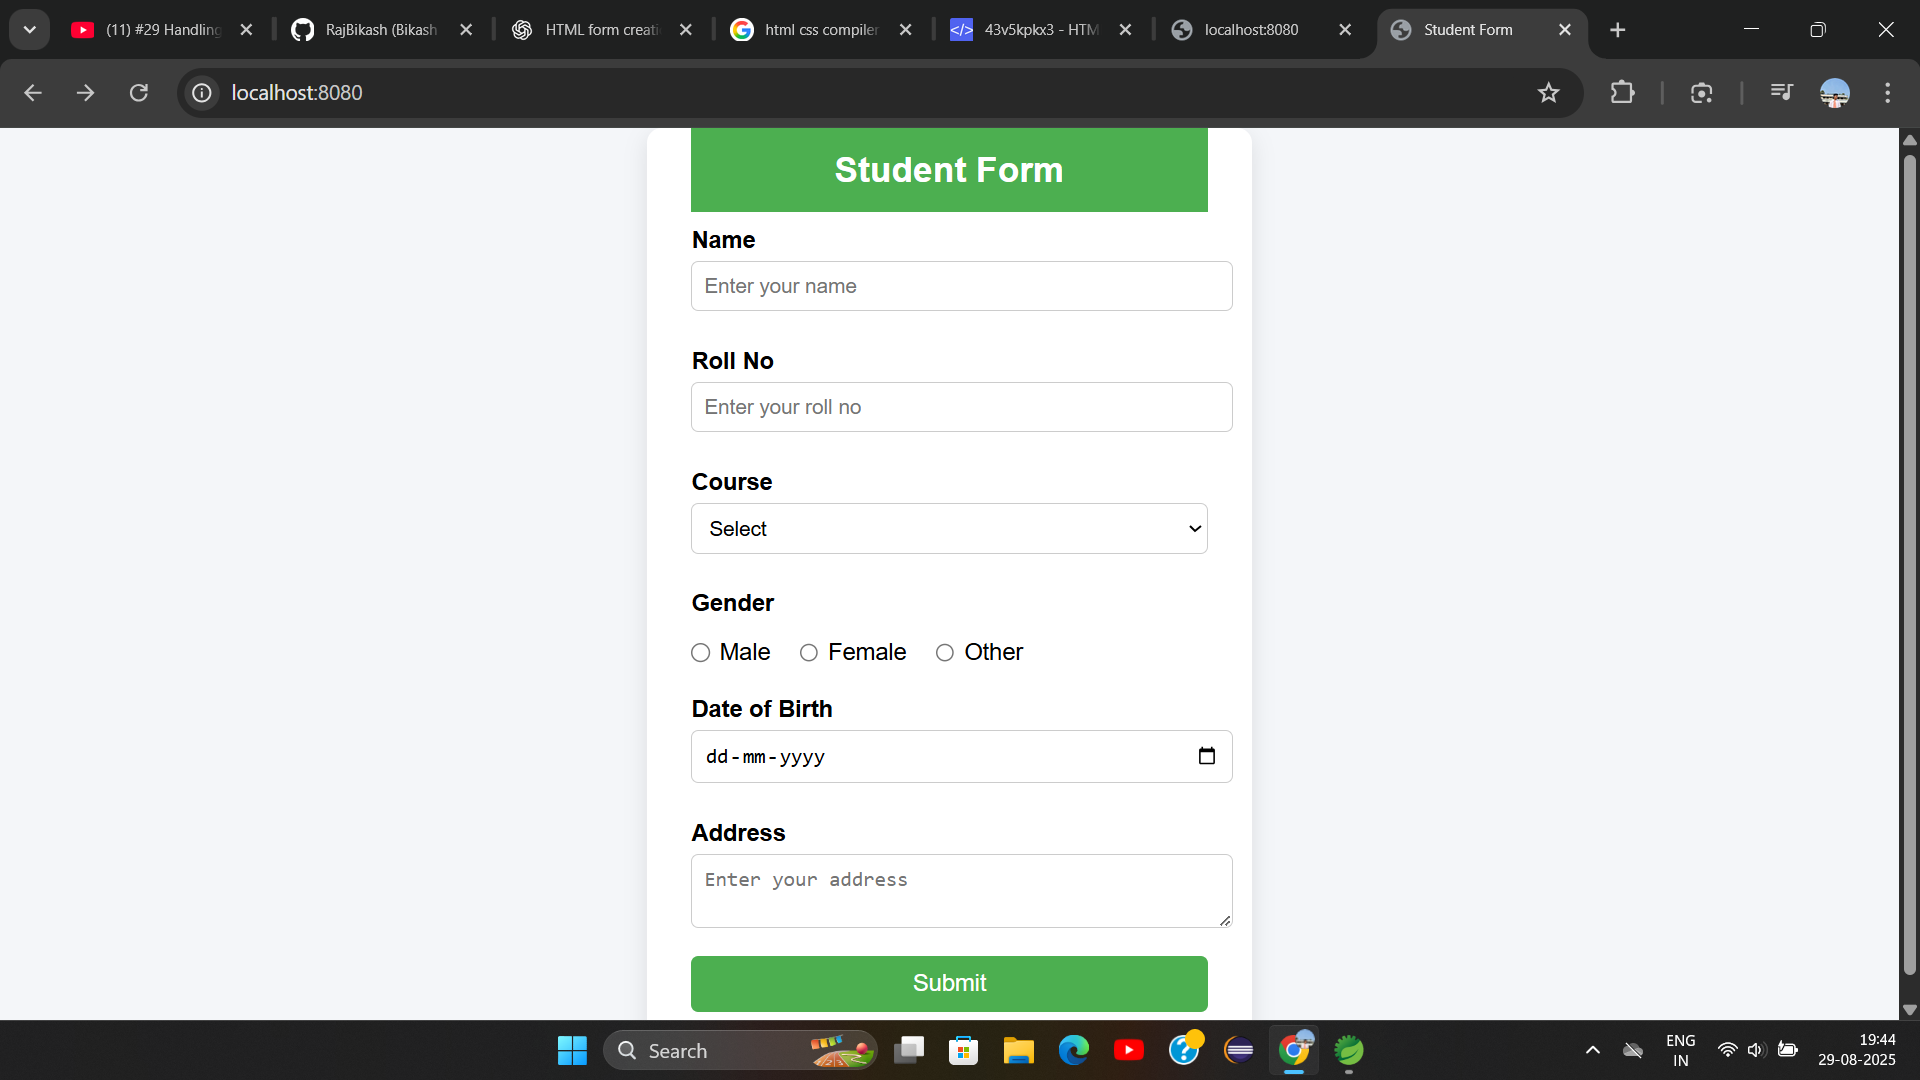 (11) #29 Handling
RajBikash (Bikash
HTML form creati
html css compiler
43v5kpkx3 - HTM
localhost:8080
Student Form
localhost:8080
Student Form
Name
Enter your name
Roll No
Enter your roll no
Course
Select
Gender
Male Female Other
Date of Birth
dd-mm-yyyy
Address
Enter your address
Submit
Search
ENG
IN
19:44
29-08-2025